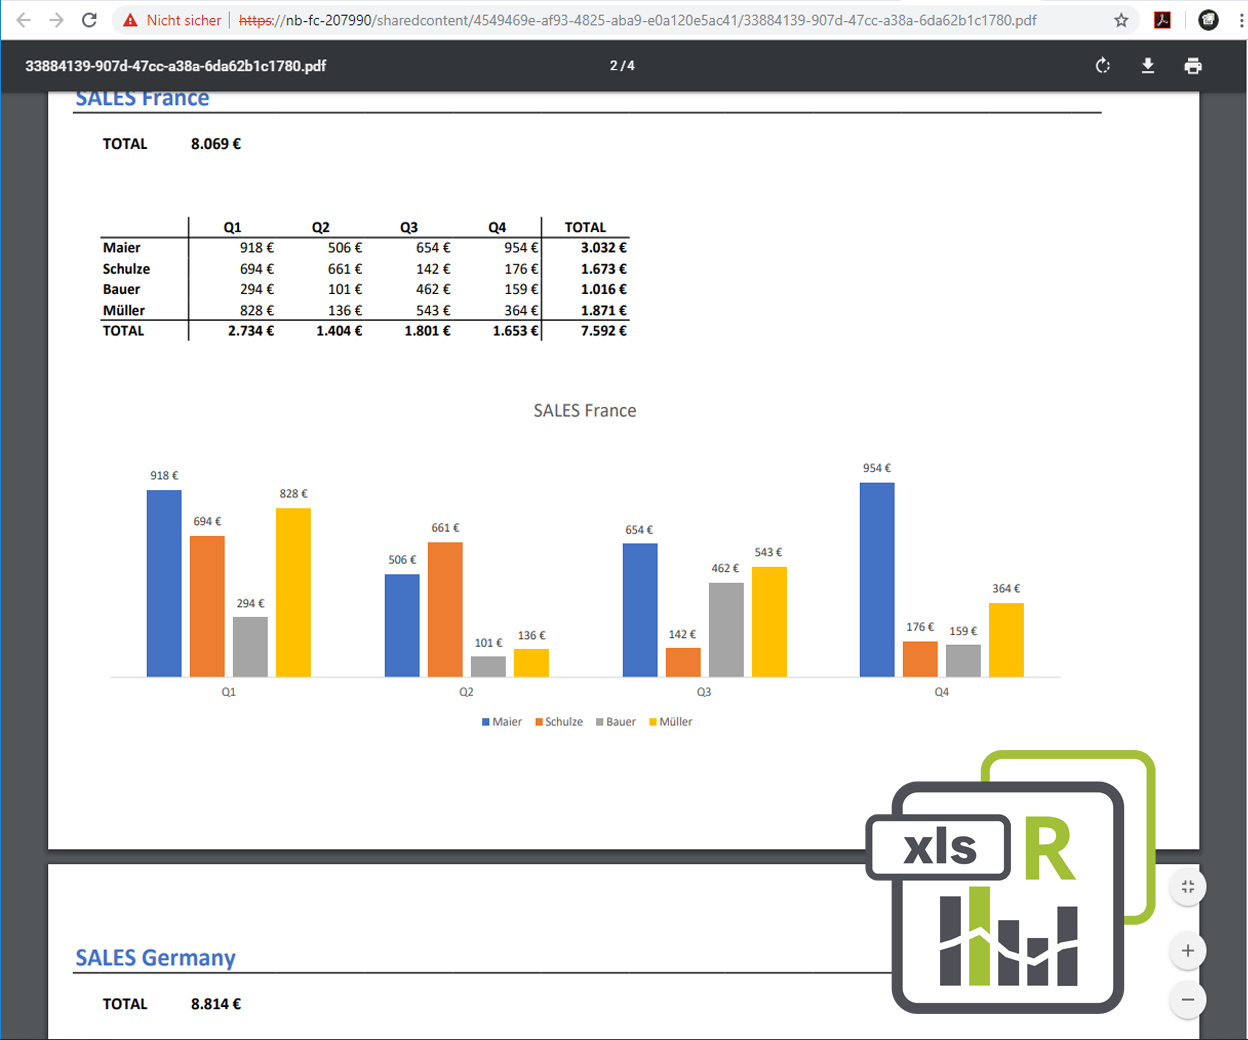 Nicht sicher | https://nb-fc-207990/sharedcontent/4549469e-af93-4825-aba9-e0a120e5ac41/33884139-907d-47cc-a38a-6da62b1c1780.pdf
33884139-907d-47cc-a38a-6da62b1c1780.pdf 2 / 4
SALES France
TOTAL 8.069 €
Q1 Q2 Q3 Q4 TOTAL
Maier 918 € 506 € 654 € 954 € 3.032 €
Schulze 694 € 661 € 142 € 176 € 1.673 €
Bauer 294 € 101 € 462 € 159 € 1.016 €
Müller 828 € 136 € 543 € 364 € 1.871 €
TOTAL 2.734 € 1.404 € 1.801 € 1.653 € 7.592 €
SALES France
918 € 694 € 294 € 828 € 506 € 661 € 101 € 136 € 654 € 142 € 462 € 543 € 954 € 176 € 159 € 364 €
Q1 Q2 Q3 Q4
Maier Schulze Bauer Müller
xls R
SALES Germany
TOTAL 8.814 €